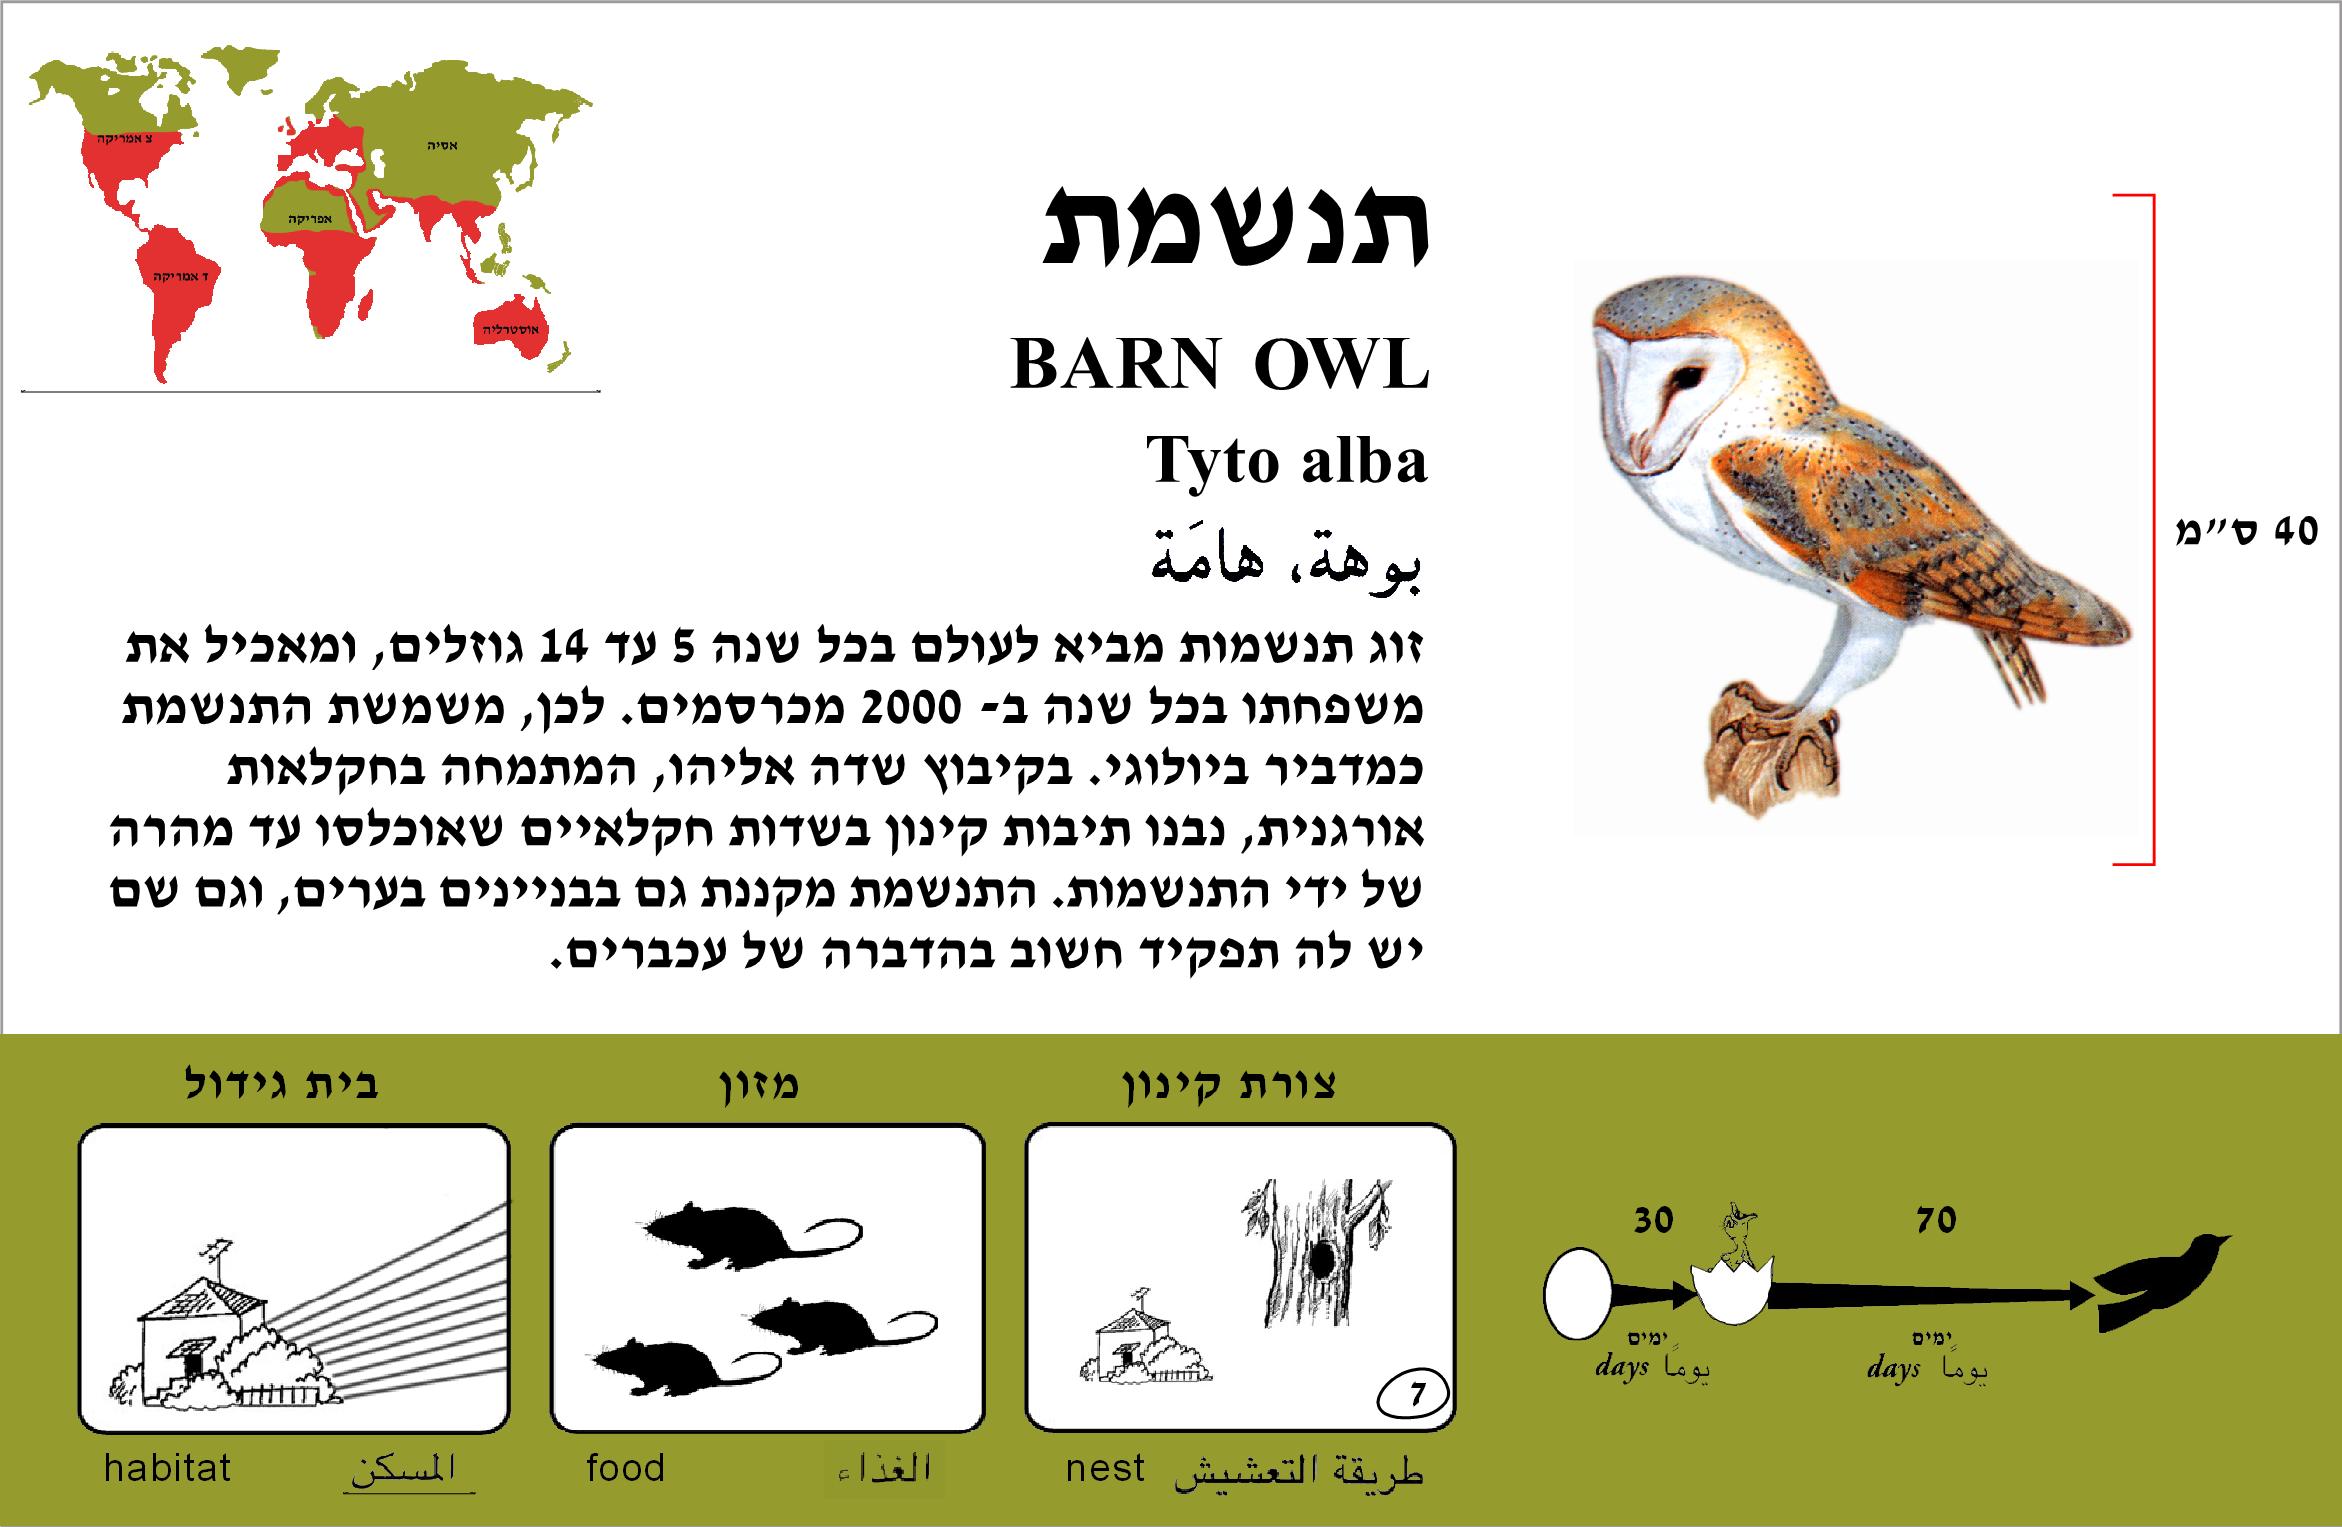 צ אמריקה
אסיה
אפריקה
ד אמריקה
אוסטרליה
תנשמת
BARN OWL
Tyto alba
بوهة، هامَة
40 ס״מ
זוג תנשמות מביא לעולם בכל שנה 5 עד 14 גוזלים, ומאכיל את
משפחתו בכל שנה ב- 2000 מכרסמים. לכן, משמשת התנשמת
כמדביר ביולוגי. בקיבוץ שדה אליהו, המתמחה בחקלאות
אורגנית, נבנו תיבות קינון בשדות חקלאיים שאוכלסו עד מהרה
של ידי התנשמות. התנשמת מקננת גם בבניינים בערים, וגם שם
יש לה תפקיד חשוב בהדברה של עכברים.
צורת קינון
מזון
בית גידול
7
30
70
ימים
ימים
days يوماً
days يوماً
nest طريقة التعشيش
food الغذاء
habitat المسكن